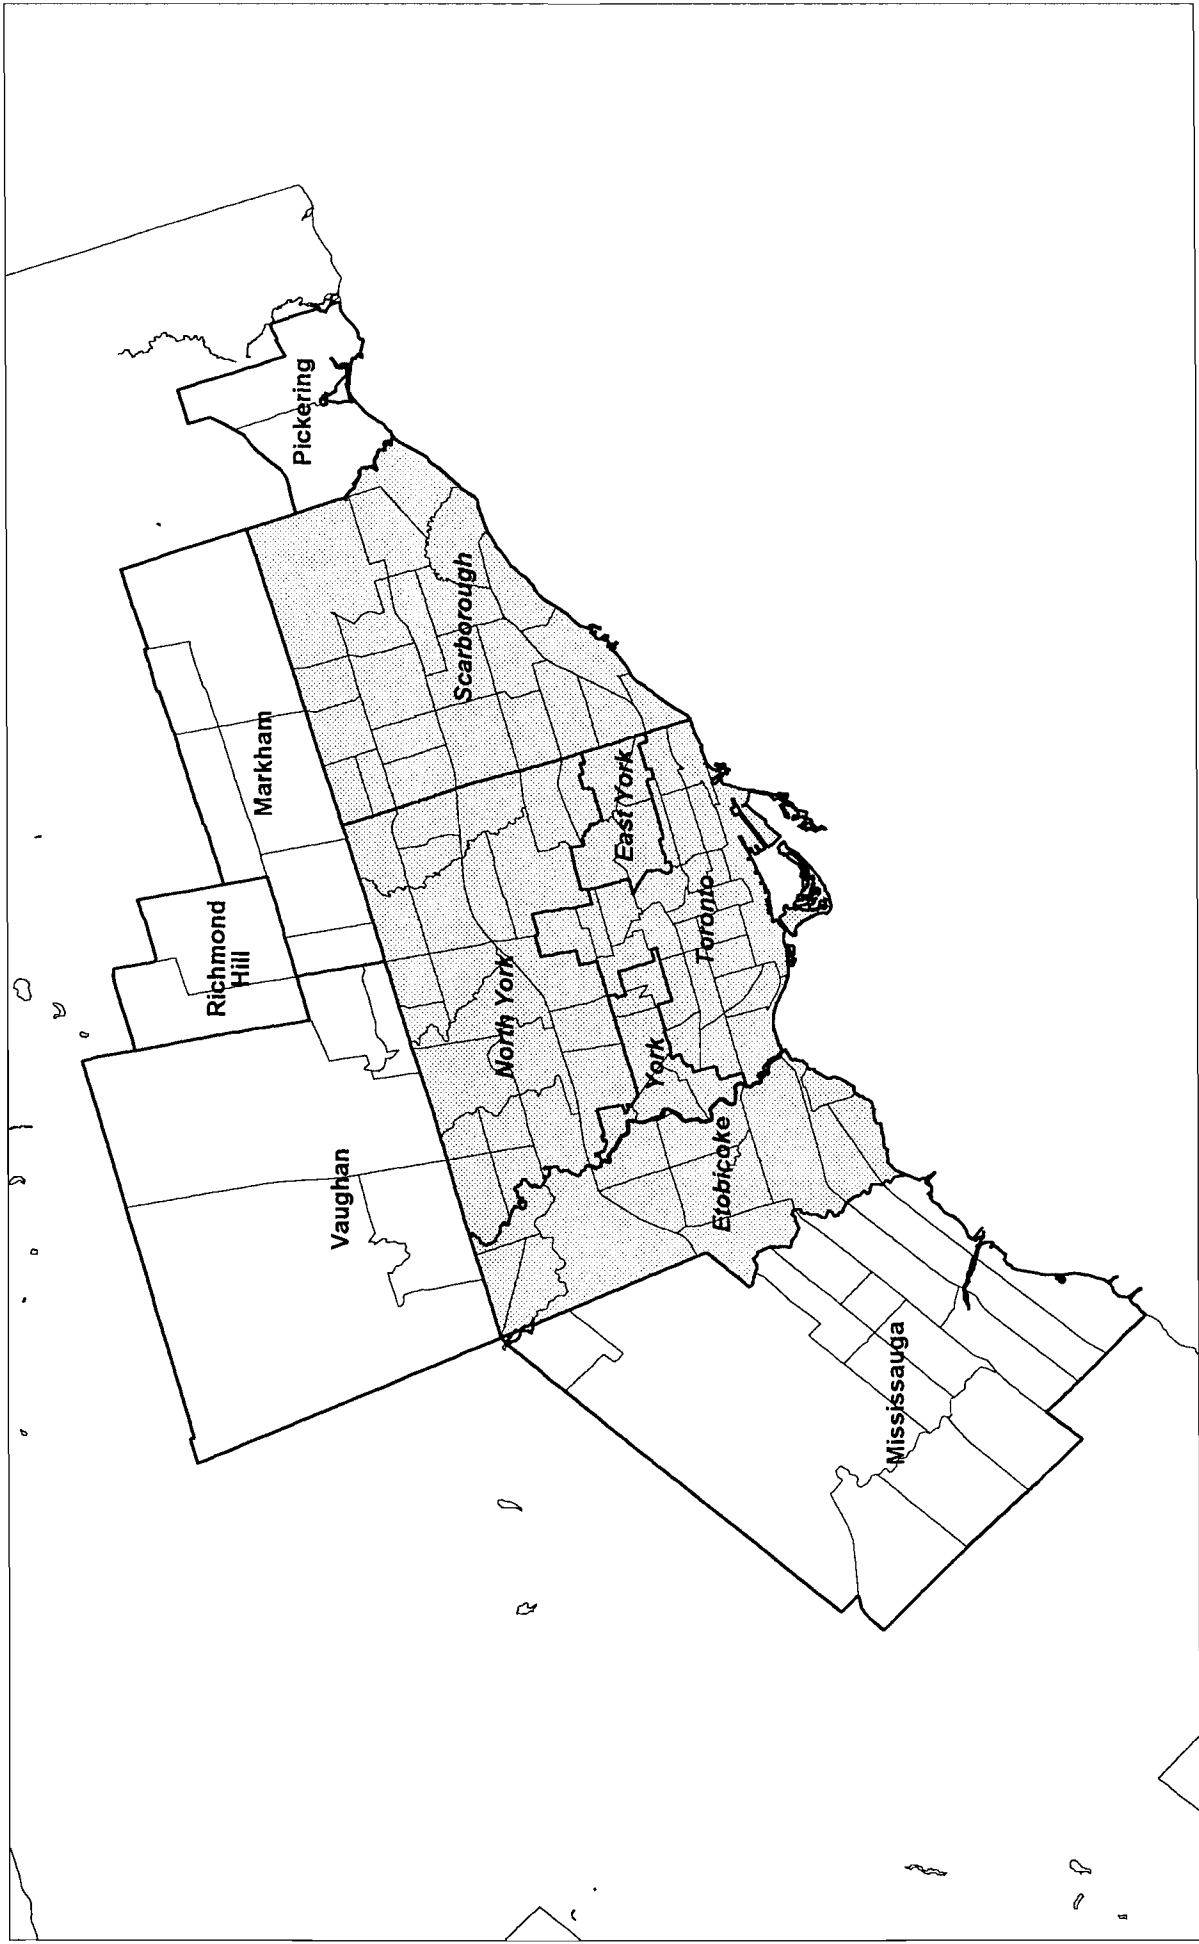 Richmond
Hill
Markham
Pickering
Vaughan
North York
Scarborough
York
East York
Toronto
Etobicoke
Mississauga